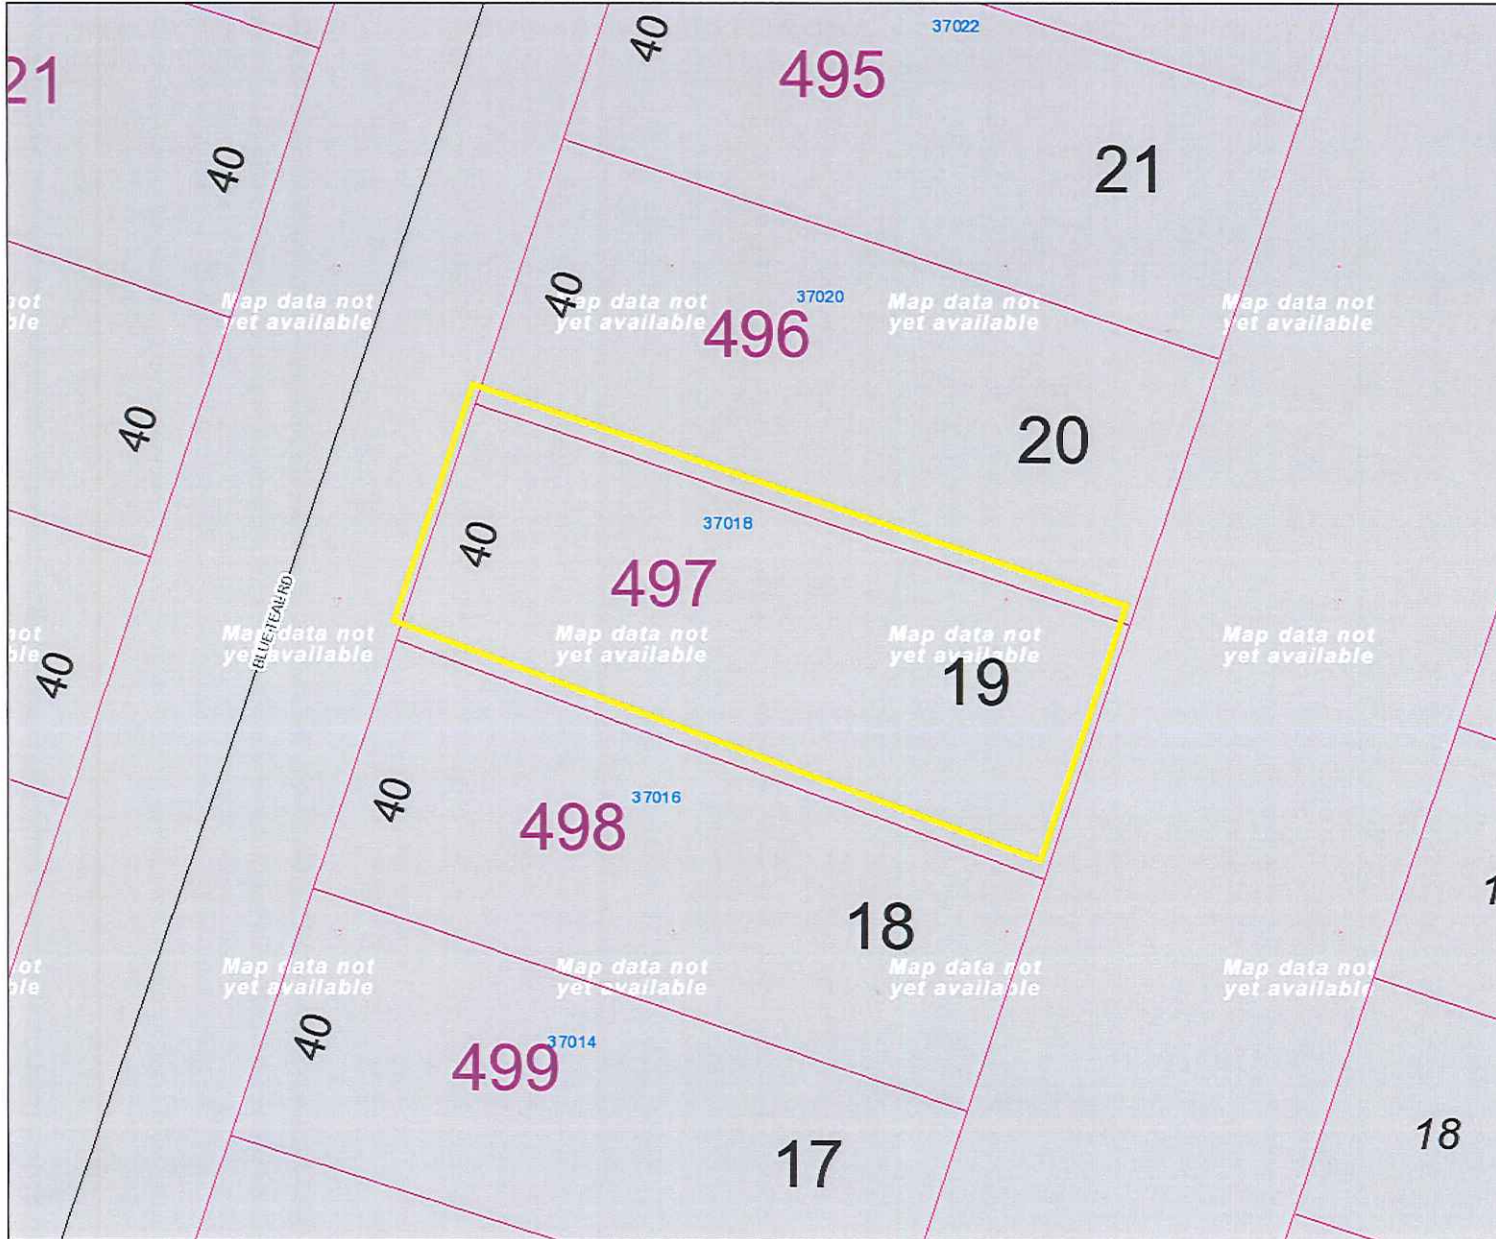 37022
40
495
21
21
40
Map data not
yet available
40
Map data not
yet available
37020
496
Map data not
yet available
Map data not
yet available
40
20
37018
40
497
BLUE TEAL RD
Map data not
yet available
Map data not
yet available
Map data not
yet available
Map data not
yet available
40
19
40
37016
498
18
Map data not
yet available
Map data not
yet available
Map data not
yet available
Map data not
yet available
40
37014
499
17
18